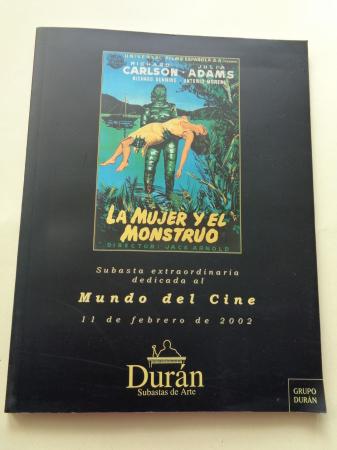 UNIVERSAL FILMS ESPAÑOLA S.A. Presenta
RICHARD JULIA
CARLSON - ADAMS
RICHARD DENNING - ANTONIO MORENO
LA MUJER Y EL
MONSTRUO
DIRECTOR: JACK ARNOLD
Subasta extraordinaria
dedicada al
Mundo del Cine
11 de febrero de 2002
Durán
Subastas de Arte
GRUPO
DURÁN